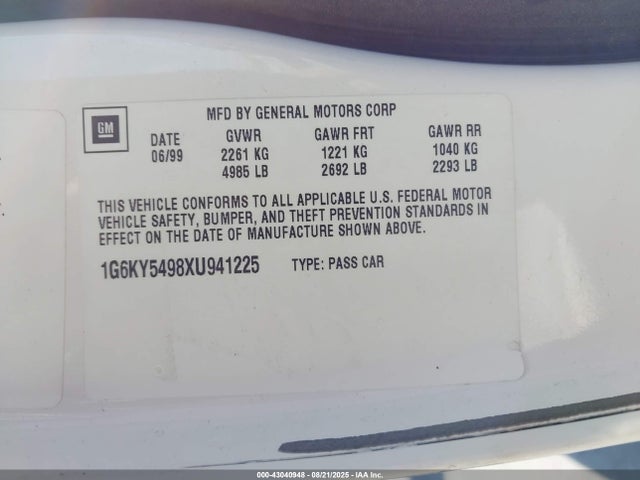 GM
MFD BY GENERAL MOTORS CORP
DATE GVWR GAWR FRT GAWR RR
06/99 2261 KG 1221 KG 1040 KG
4985 LB 2692 LB 2293 LB
THIS VEHICLE CONFORMS TO ALL APPLICABLE U.S. FEDERAL MOTOR
VEHICLE SAFETY, BUMPER, AND THEFT PREVENTION STANDARDS IN
EFFECT ON THE DATE OF MANUFACTURE SHOWN ABOVE.
1G6KY5498XU941225 TYPE: PASS CAR
000-43040948 - 08/21/2025 - IAA Inc.